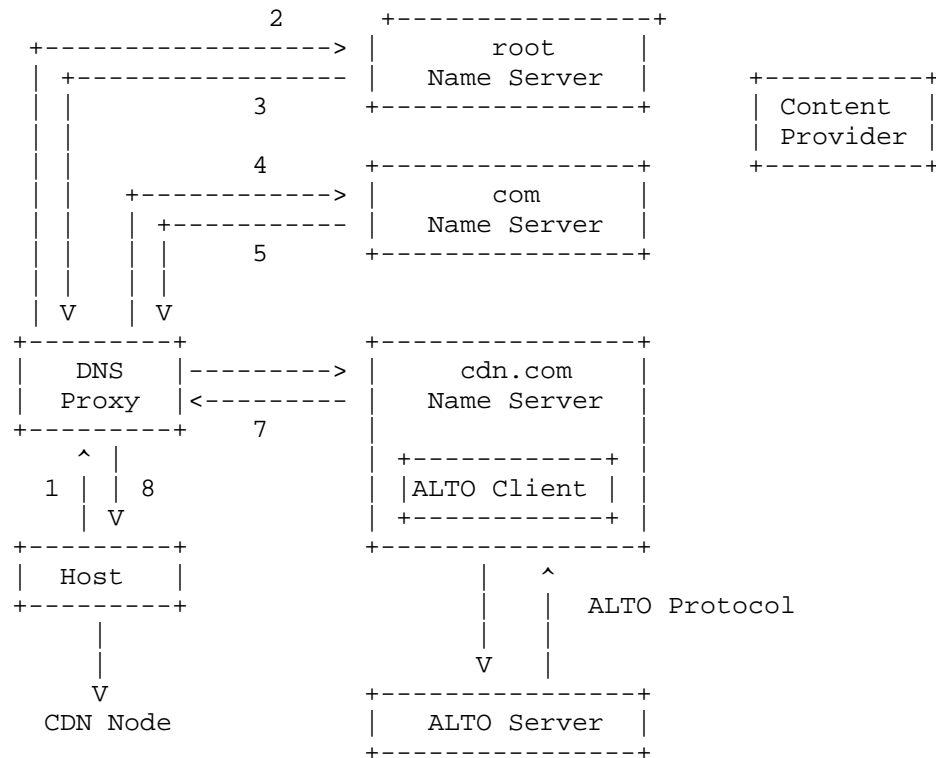 2
root
Name Server
3
Content
Provider
4
com
Name Server
5
DNS
Proxy
cdn.com
Name Server
7
1
8
ALTO Client
Host
ALTO Protocol
CDN Node
ALTO Server